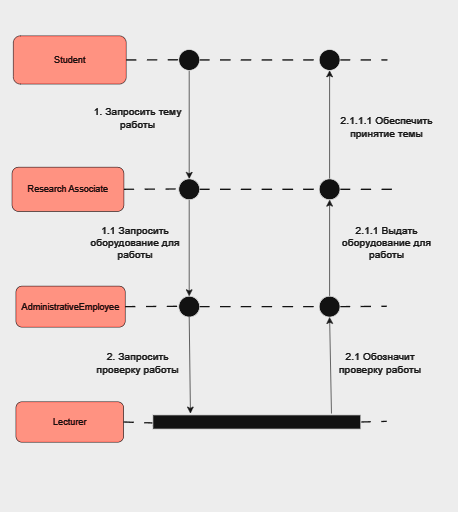 Student
1. Запросить тему
работы
2.1.1.1 Обеспечить
принятие темы
Research Associate
1.1 Запросить
оборудование для
работы
2.1.1 Выдать
оборудование для
работы
AdministrativeEmployee
2. Запросить
проверку работы
2.1 Обозначит
проверку работы
Lecturer